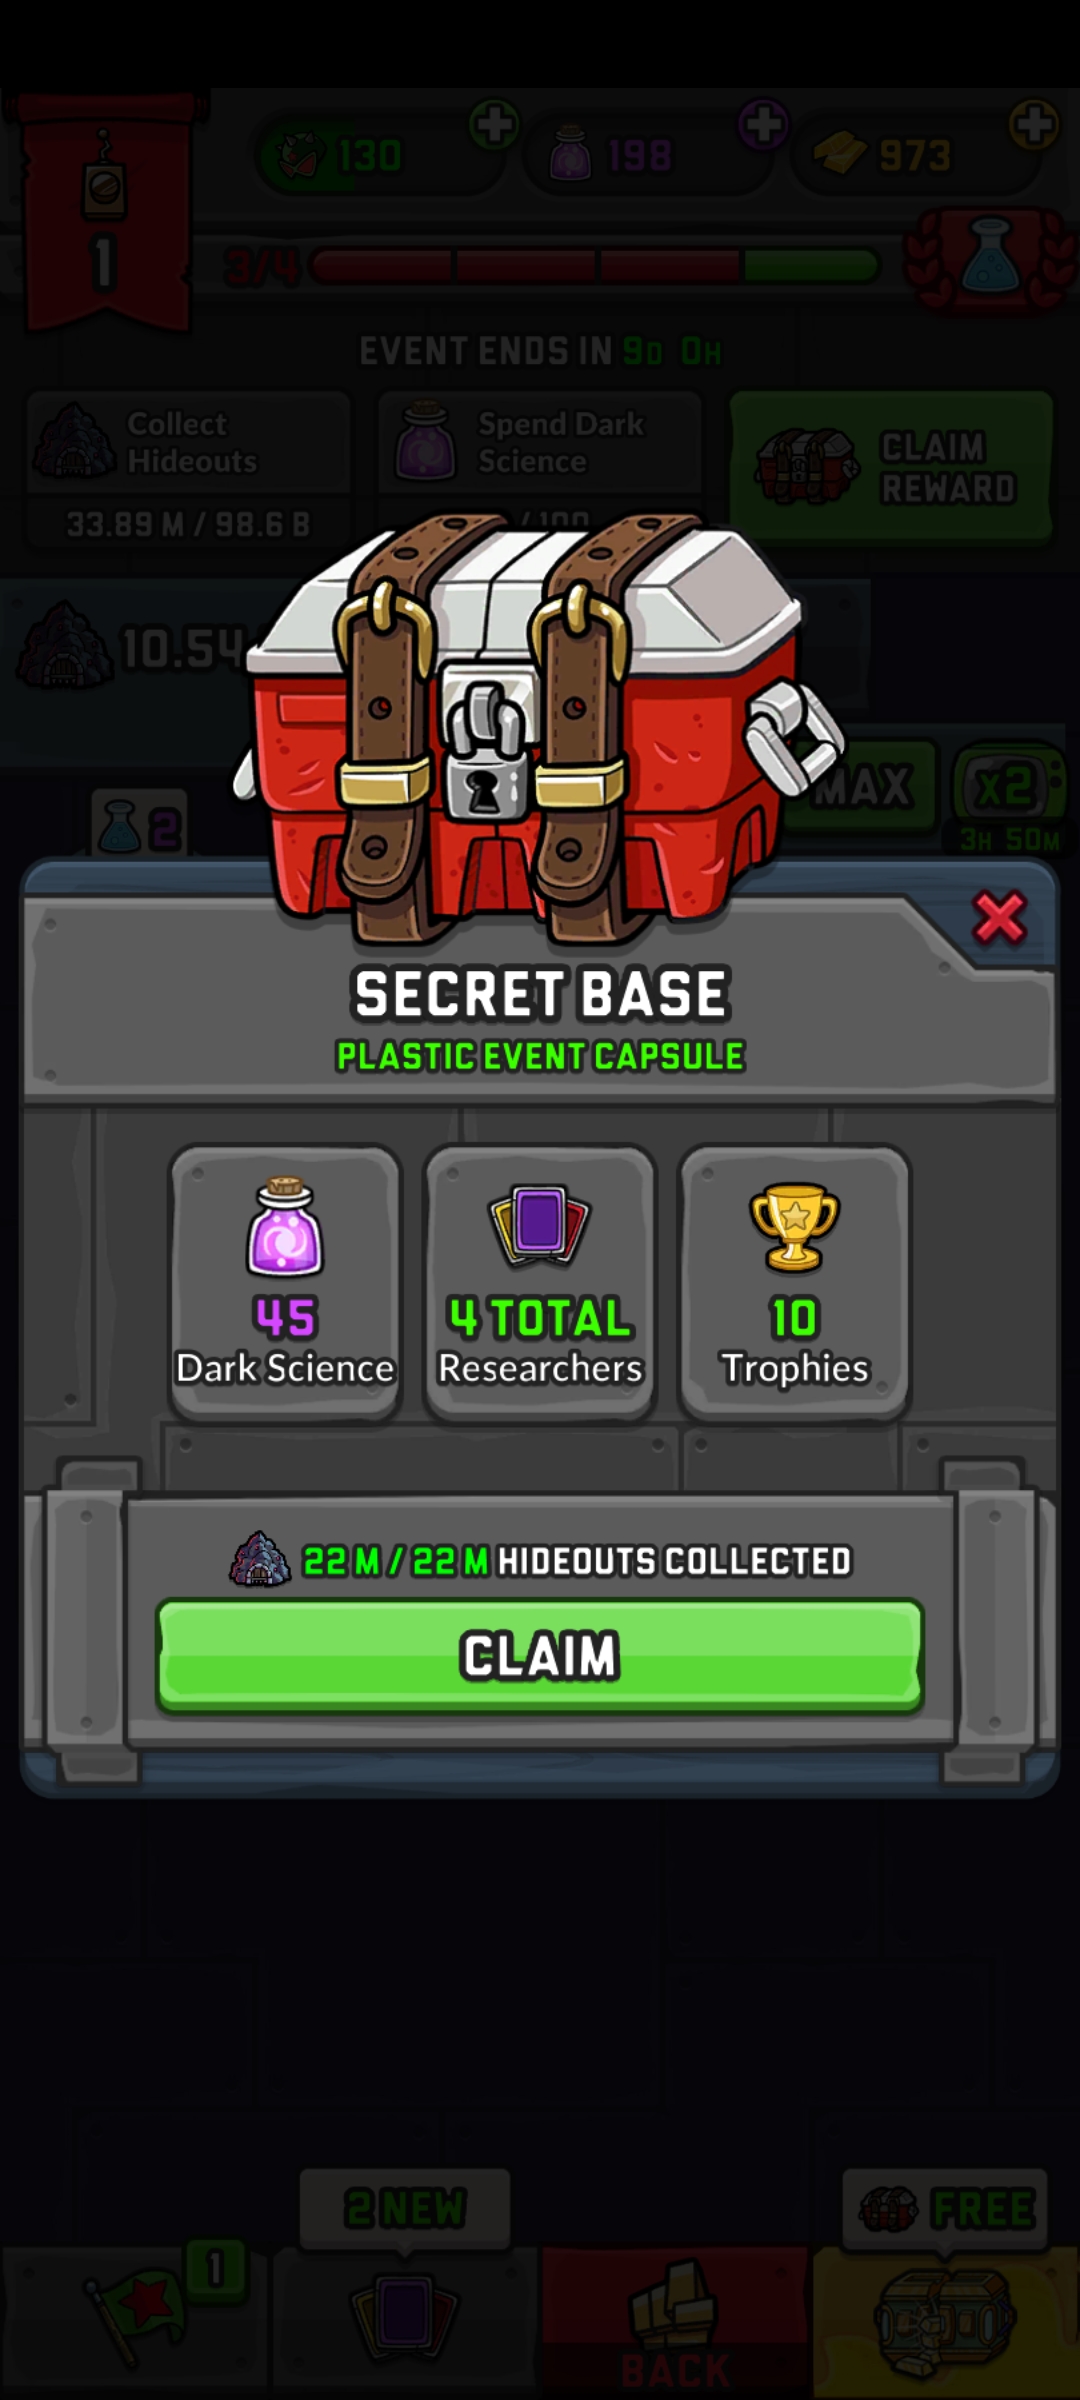 130
198
973
1
3/4
EVENT ENDS IN 9D 0H
Collect
Hideouts
33.89 M / 98.6 B
Spend Dark
Science
/ 100
CLAIM
REWARD
10.54
MAX
X2
3H 50M
2
SECRET BASE
PLASTIC EVENT CAPSULE
45
Dark Science
4 TOTAL
Researchers
10
Trophies
22 M / 22 M HIDEOUTS COLLECTED
CLAIM
2 NEW
FREE
1
BACK